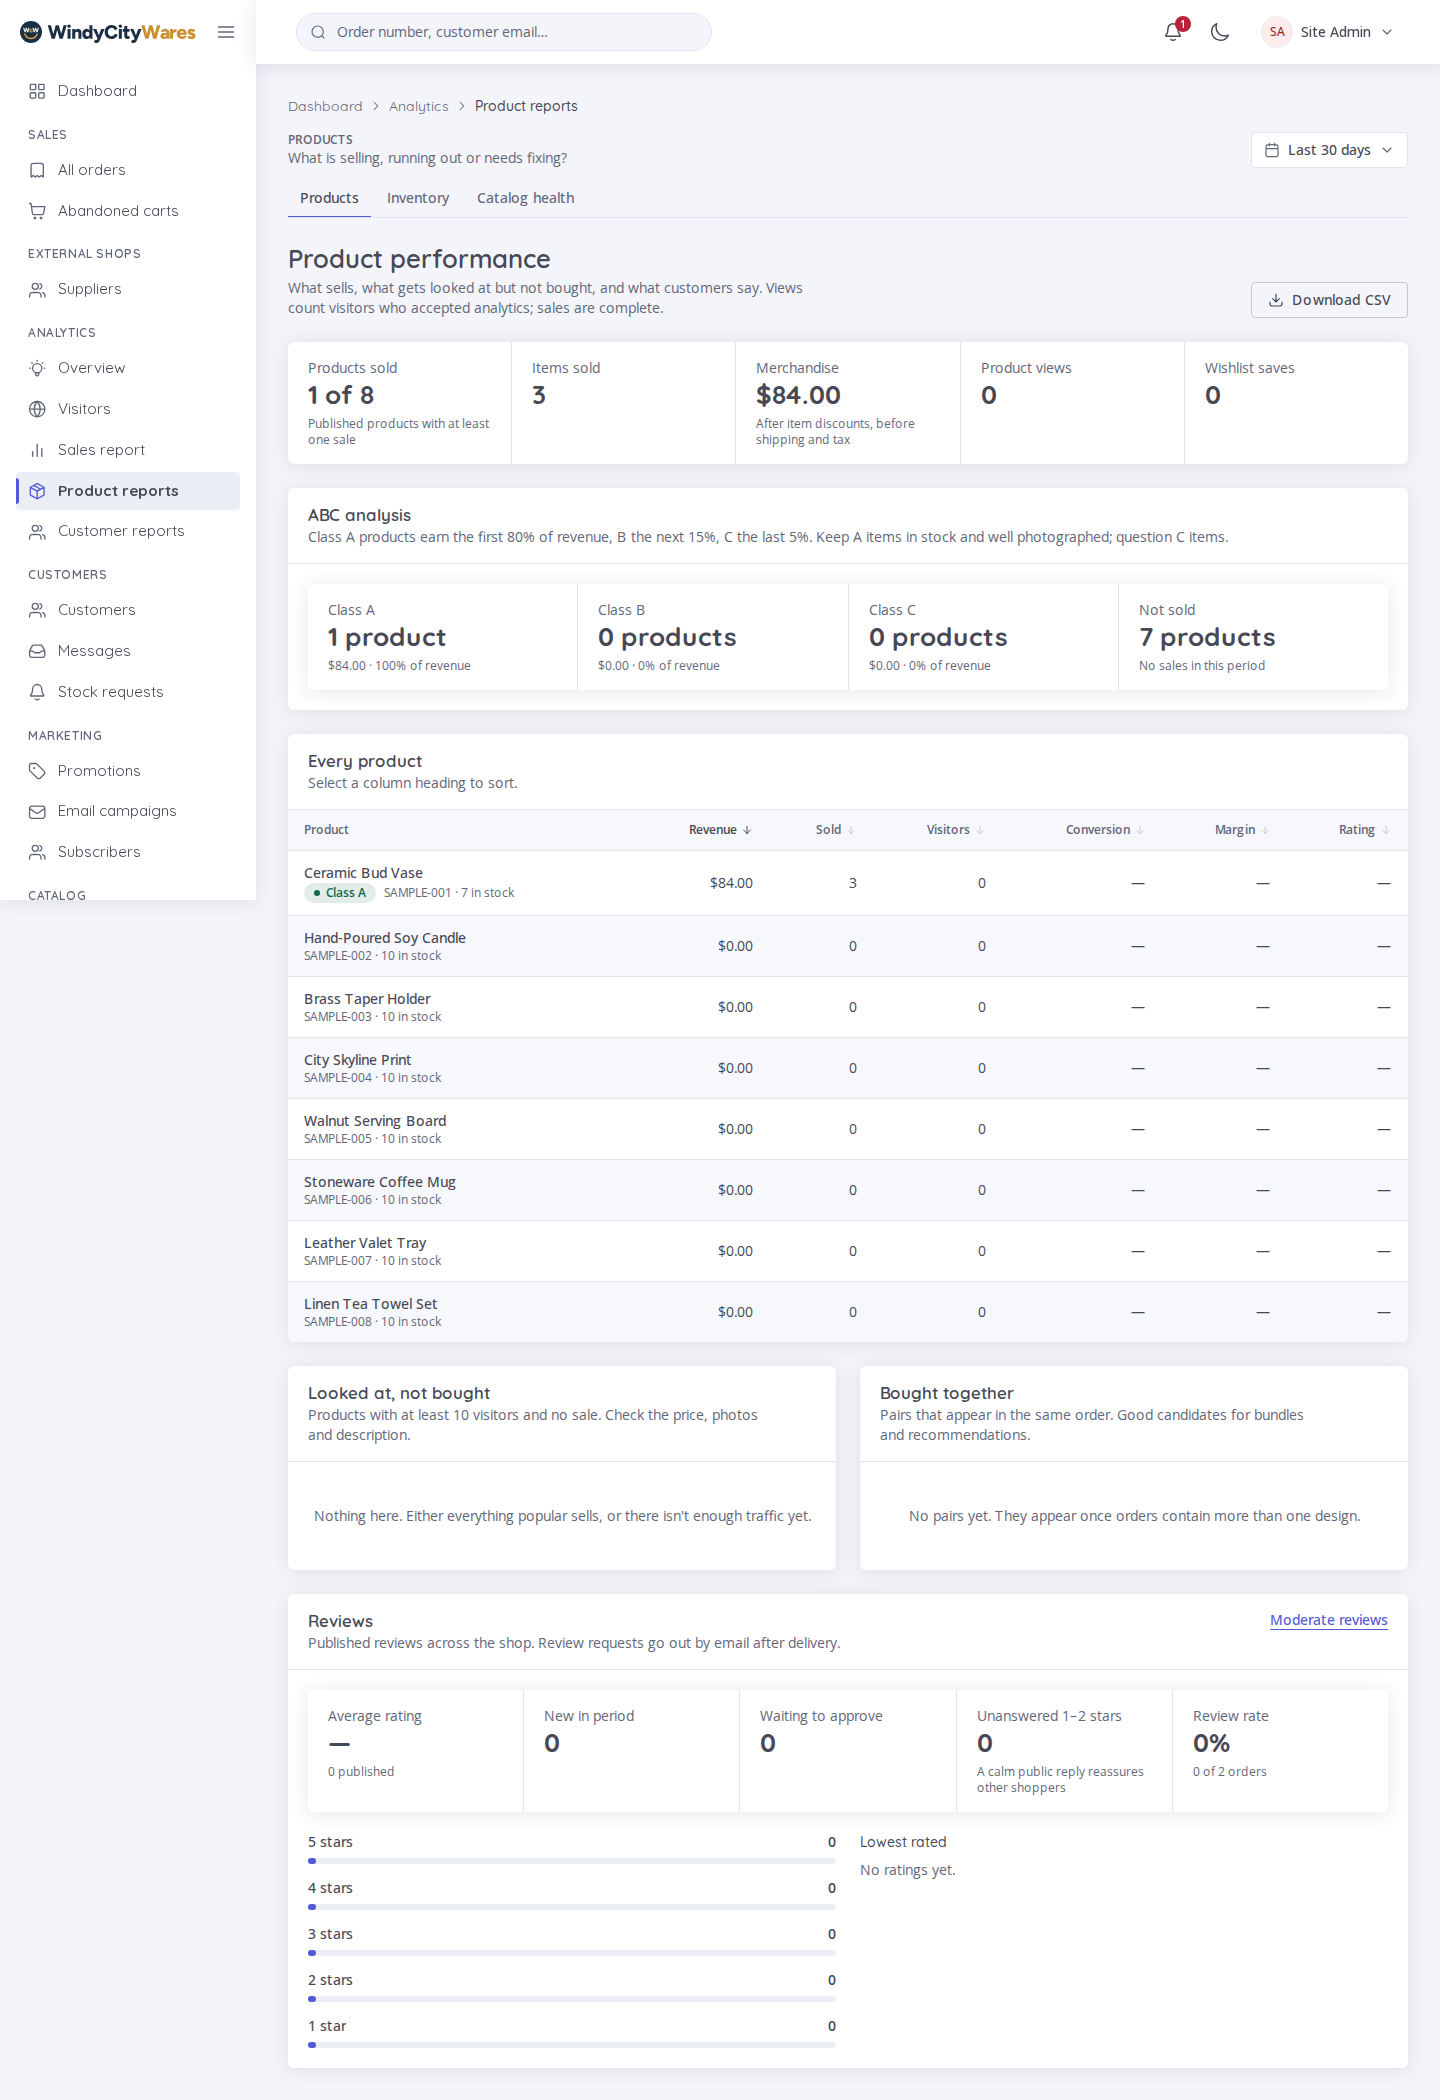 WindyCityWares
Order number, customer email...
1
SA
Site Admin
Dashboard
SALES
All orders
Abandoned carts
EXTERNAL SHOPS
Suppliers
ANALYTICS
Overview
Visitors
Sales report
Product reports
Customer reports
CUSTOMERS
Customers
Messages
Stock requests
MARKETING
Promotions
Email campaigns
Subscribers
CATALOG
Dashboard > Analytics > Product reports
PRODUCTS
What is selling, running out or needs fixing?
Last 30 days
Products Inventory Catalog health
Product performance
What sells, what gets looked at but not bought, and what customers say. Views
count visitors who accepted analytics; sales are complete.
Download CSV
Products sold
1 of 8
Published products with at least
one sale
Items sold
3
Merchandise
$84.00
After item discounts, before
shipping and tax
Product views
0
Wishlist saves
0
ABC analysis
Class A products earn the first 80% of revenue, B the next 15%, C the last 5%. Keep A items in stock and well photographed; question C items.
Class A
1 product
$84.00 · 100% of revenue
Class B
0 products
$0.00 · 0% of revenue
Class C
0 products
$0.00 · 0% of revenue
Not sold
7 products
No sales in this period
Every product
Select a column heading to sort.
Product Revenue ↓ Sold ↓ Visitors ↓ Conversion ↓ Margin ↓ Rating ↓
Ceramic Bud Vase
Class A SAMPLE-001 · 7 in stock
$84.00 3 0 — — —
Hand-Poured Soy Candle
SAMPLE-002 · 10 in stock
$0.00 0 0 — — —
Brass Taper Holder
SAMPLE-003 · 10 in stock
$0.00 0 0 — — —
City Skyline Print
SAMPLE-004 · 10 in stock
$0.00 0 0 — — —
Walnut Serving Board
SAMPLE-005 · 10 in stock
$0.00 0 0 — — —
Stoneware Coffee Mug
SAMPLE-006 · 10 in stock
$0.00 0 0 — — —
Leather Valet Tray
SAMPLE-007 · 10 in stock
$0.00 0 0 — — —
Linen Tea Towel Set
SAMPLE-008 · 10 in stock
$0.00 0 0 — — —
Looked at, not bought
Products with at least 10 visitors and no sale. Check the price, photos
and description.
Nothing here. Either everything popular sells, or there isn't enough traffic yet.
Bought together
Pairs that appear in the same order. Good candidates for bundles
and recommendations.
No pairs yet. They appear once orders contain more than one design.
Reviews
Published reviews across the shop. Review requests go out by email after delivery.
Moderate reviews
Average rating
—
0 published
New in period
0
Waiting to approve
0
Unanswered 1–2 stars
0
A calm public reply reassures
other shoppers
Review rate
0%
0 of 2 orders
5 stars 0
4 stars 0
3 stars 0
2 stars 0
1 star 0
Lowest rated
No ratings yet.